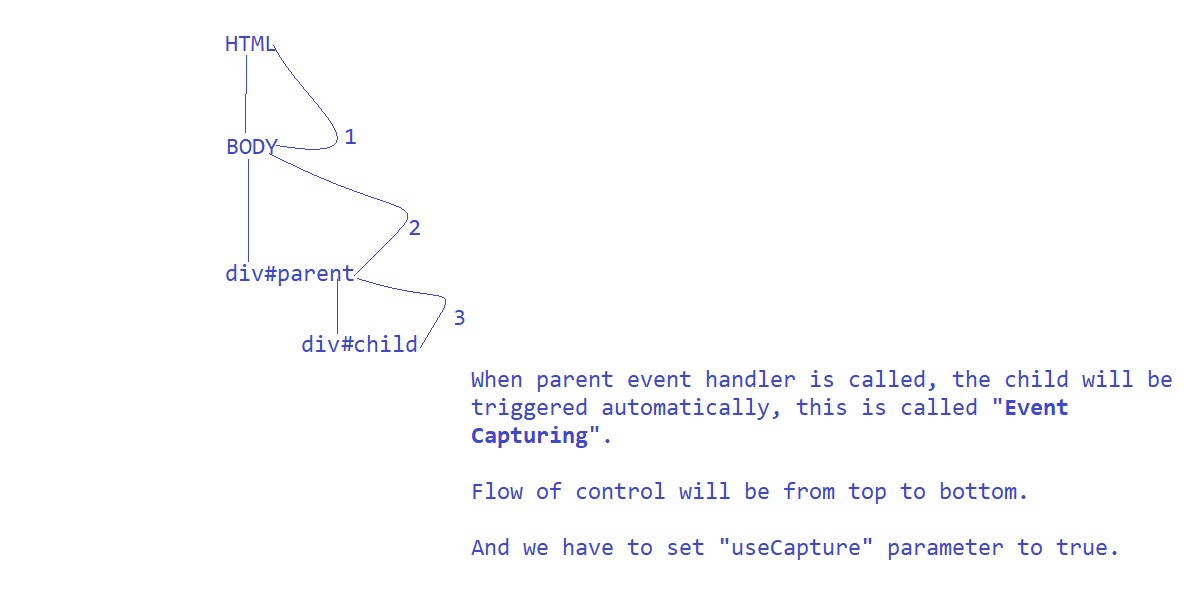 HTML
1
BODY
2
div#parent
3
div#child
When parent event handler is called, the child will be
triggered automatically, this is called "Event
Capturing".
Flow of control will be from top to bottom.
And we have to set "useCapture" parameter to true.